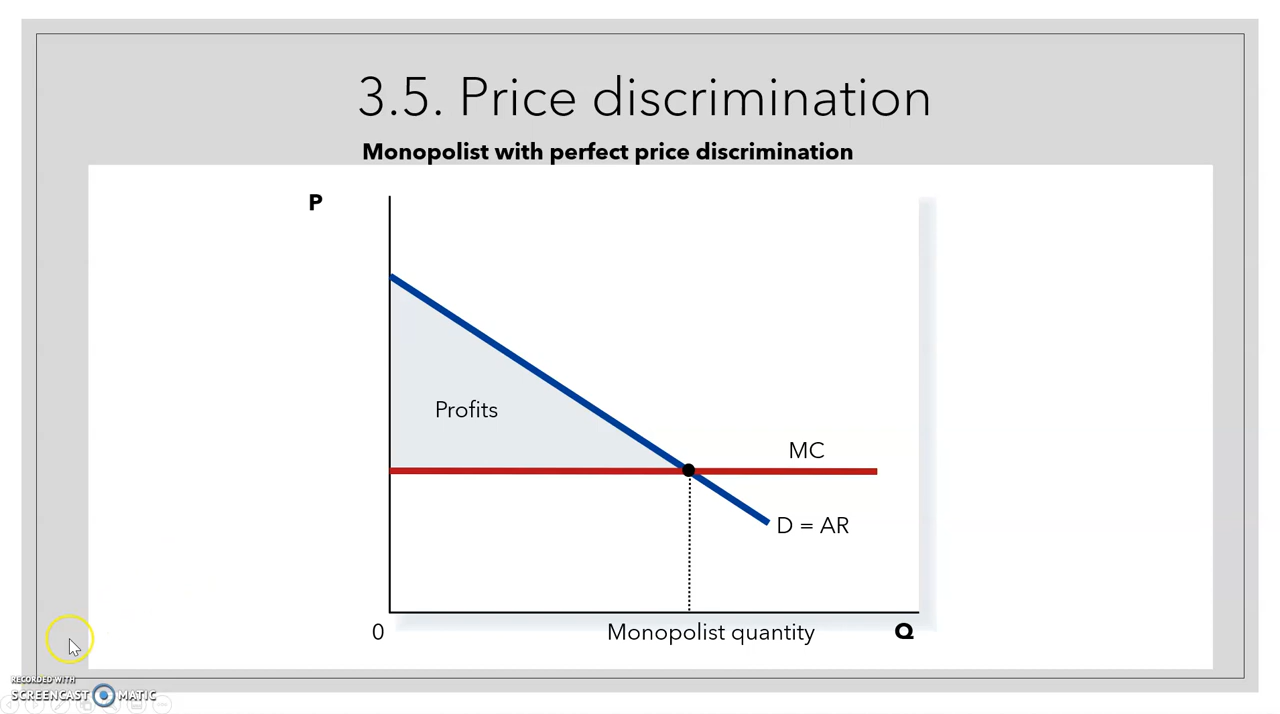 3.5. Price discrimination
Monopolist with perfect price discrimination
P
Profits
MC
D = AR
0
Monopolist quantity
Q
RECORDED WITH
SCREENCAST MATIC